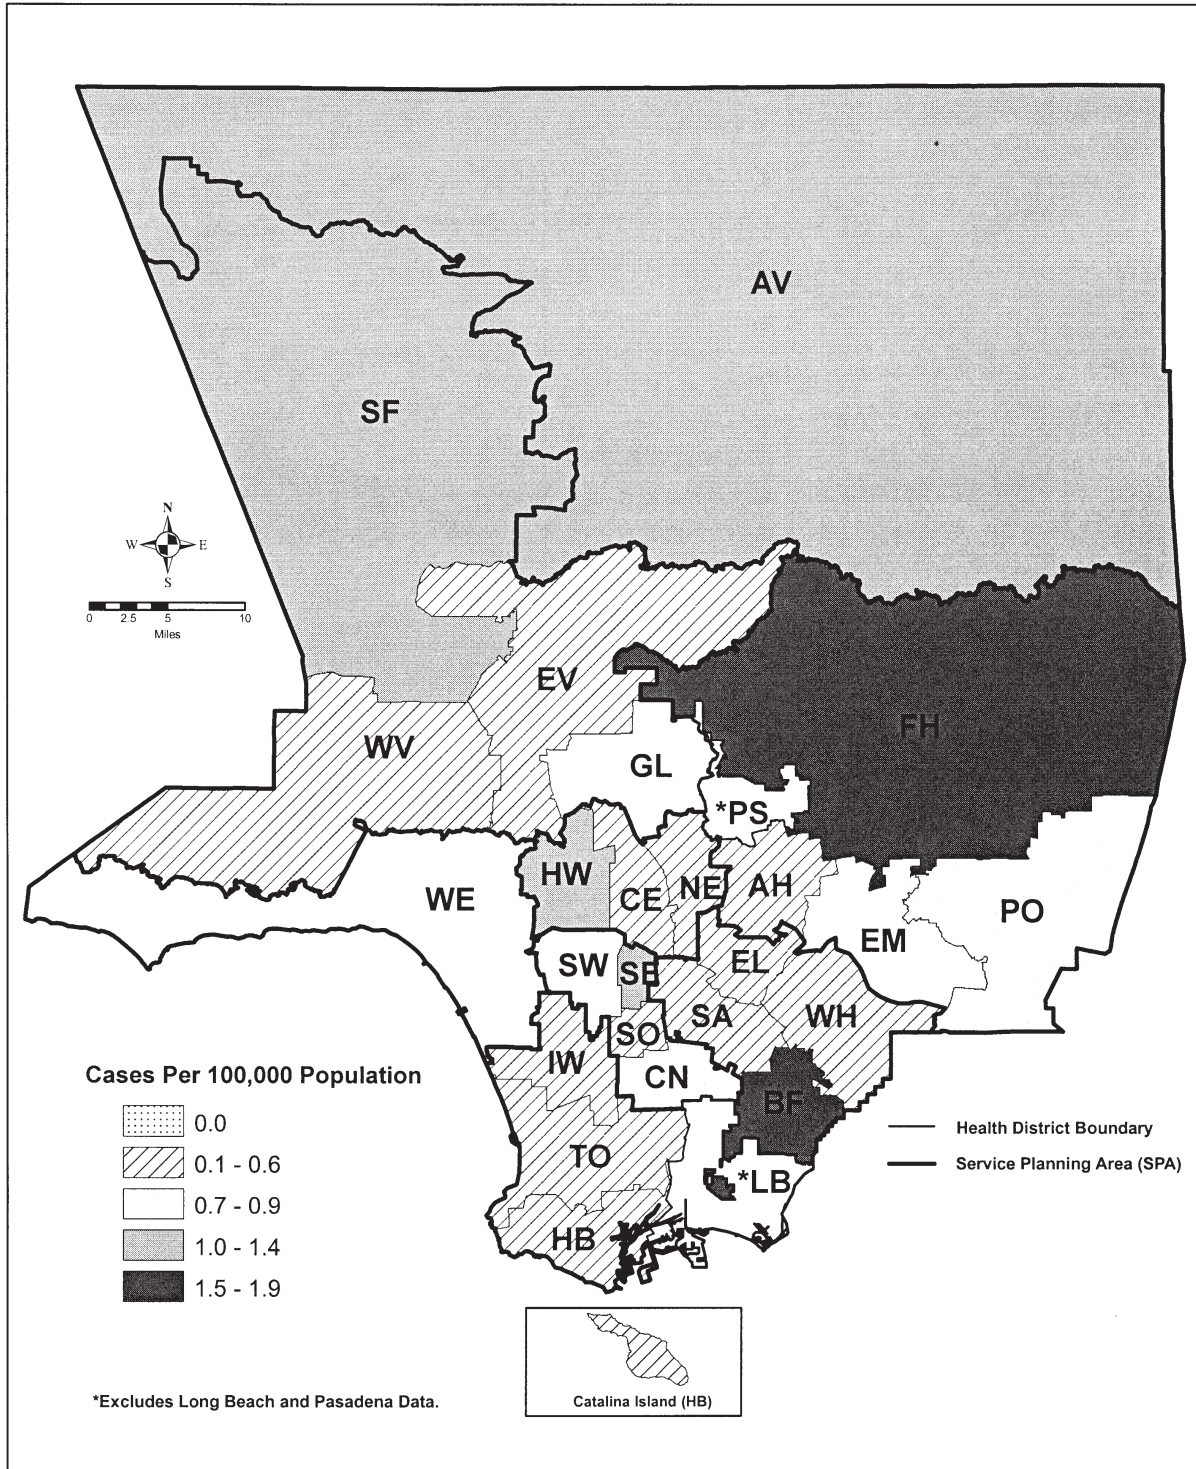 AV
SF
N
W E
S
0 2.5 5 10
Miles
EV
FH
WV
GL
*PS
HW
WE
CE
NE
AH
PO
EM
SW
SE
EL
SA
WH
SO
IW
CN
BF
TO
*LB
HB
Cases Per 100,000 Population
0.0
0.1 - 0.6
0.7 - 0.9
1.0 - 1.4
1.5 - 1.9
Health District Boundary
Service Planning Area (SPA)
Catalina Island (HB)
*Excludes Long Beach and Pasadena Data.